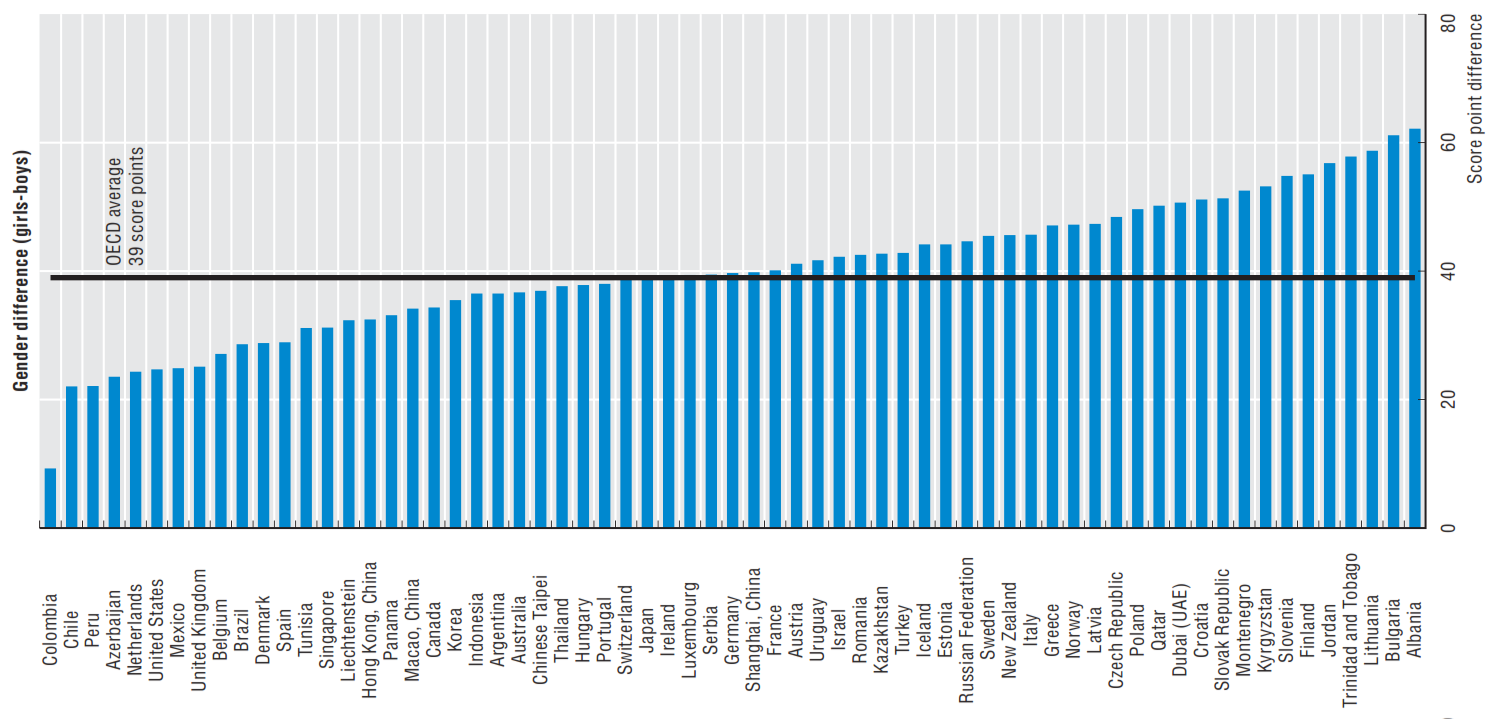 Gender difference (girls-boys)
OECD average
39 score points
80
60
40
20
0
Score point difference
Colombia
Chile
Peru
Azerbaijan
Netherlands
United States
Mexico
United Kingdom
Belgium
Brazil
Denmark
Spain
Tunisia
Singapore
Liechtenstein
Hong Kong, China
Panama
Macao, China
Canada
Korea
Indonesia
Argentina
Australia
Chinese Taipei
Thailand
Hungary
Portugal
Switzerland
Japan
Ireland
Luxembourg
Serbia
Germany
Shanghai, China
France
Austria
Uruguay
Israel
Romania
Kazakhstan
Turkey
Iceland
Estonia
Russian Federation
Sweden
New Zealand
Italy
Greece
Norway
Latvia
Czech Republic
Poland
Qatar
Dubai (UAE)
Croatia
Slovak Republic
Montenegro
Kyrgyzstan
Slovenia
Finland
Jordan
Trinidad and Tobago
Lithuania
Bulgaria
Albania